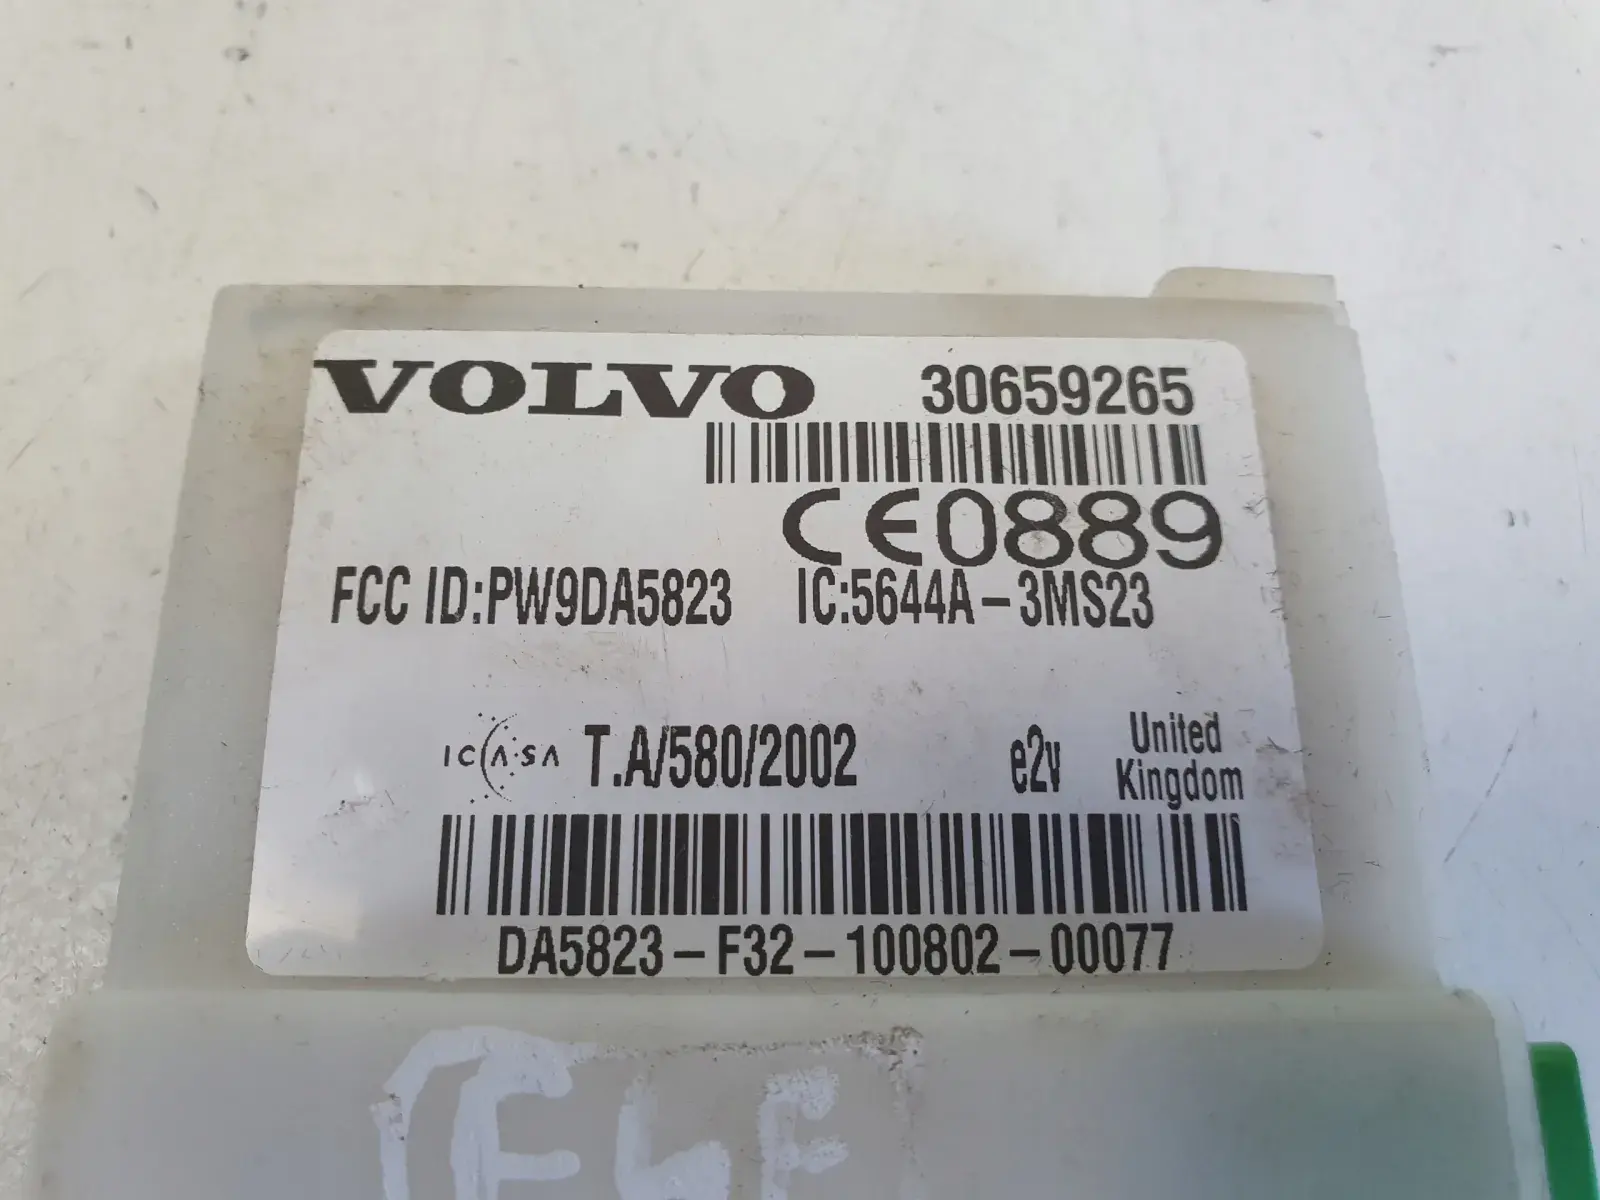 VOLVO 30659265
CE0889
FCC ID:PW9DA5823 IC:5644A-3MS23
ICASA T.A/580/2002 e2v United Kingdom
DA5823-F32-100802-00077